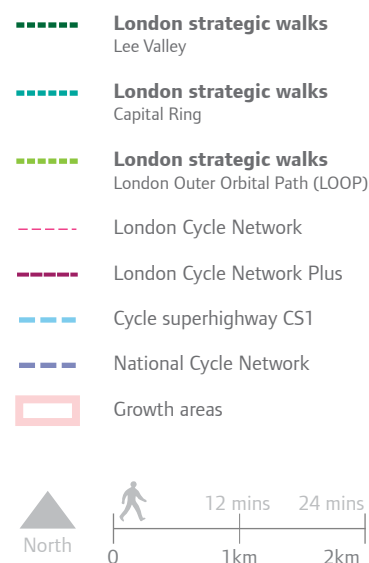 London strategic walks
Lee Valley
London strategic walks
Capital Ring
London strategic walks
London Outer Orbital Path (LOOP)
London Cycle Network
London Cycle Network Plus
Cycle superhighway CS1
National Cycle Network
Growth areas
12 mins 24 mins
North
0 1km 2km